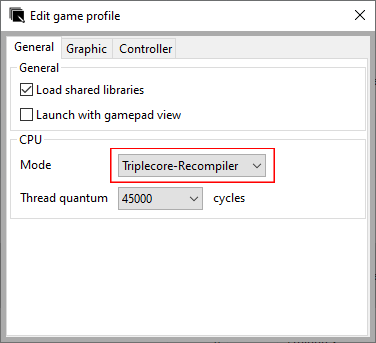 Edit game profile
General Graphic Controller
General
Load shared libraries
Launch with gamepad view
CPU
Mode Triplecore-Recompiler
Thread quantum 45000 cycles